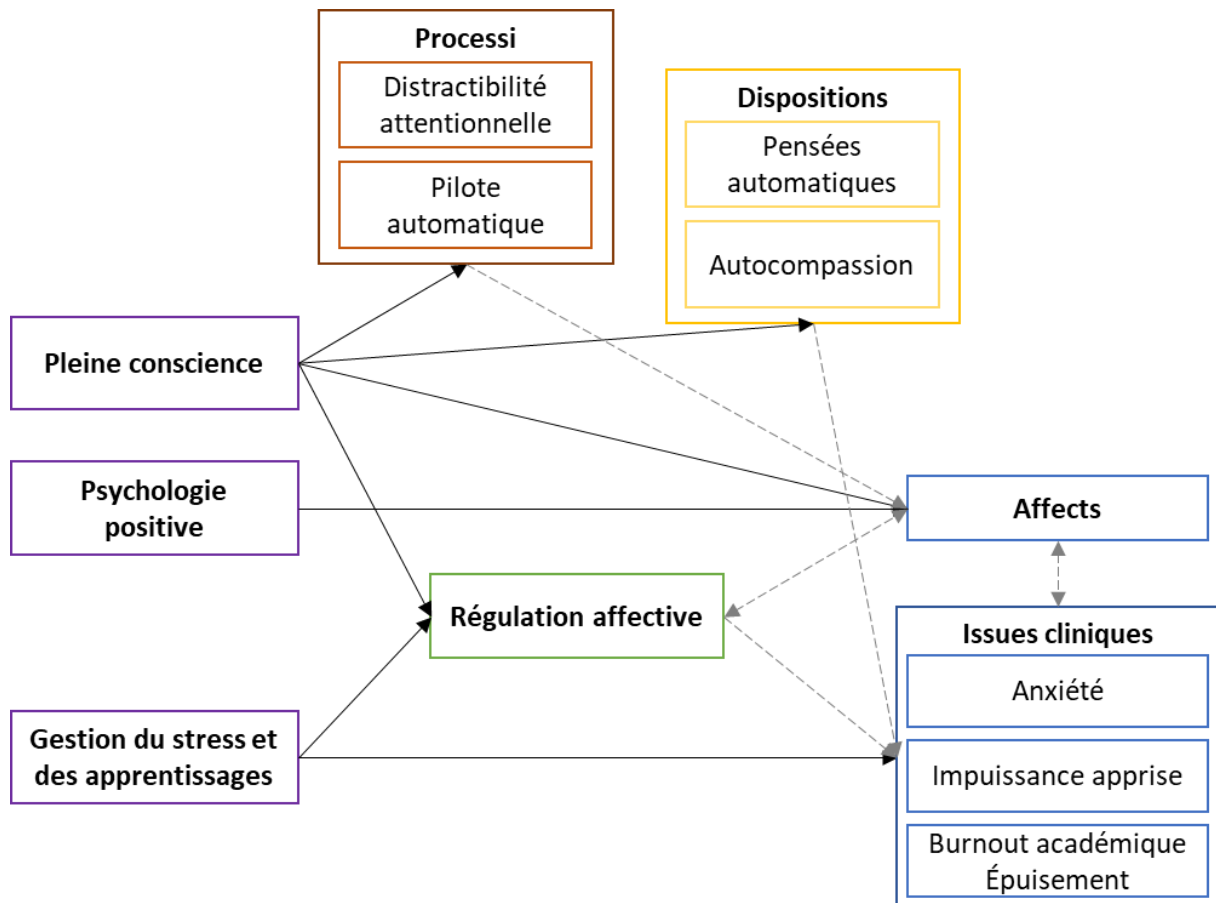 Processi
Distractibilité
attentionnelle
Pilote
automatique
Dispositions
Pensées
automatiques
Autocompassion
Pleine conscience
Psychologie
positive
Affects
Régulation affective
Issues cliniques
Anxiété
Gestion du stress et
des apprentissages
Impuissance apprise
Burnout académique
Épuisement